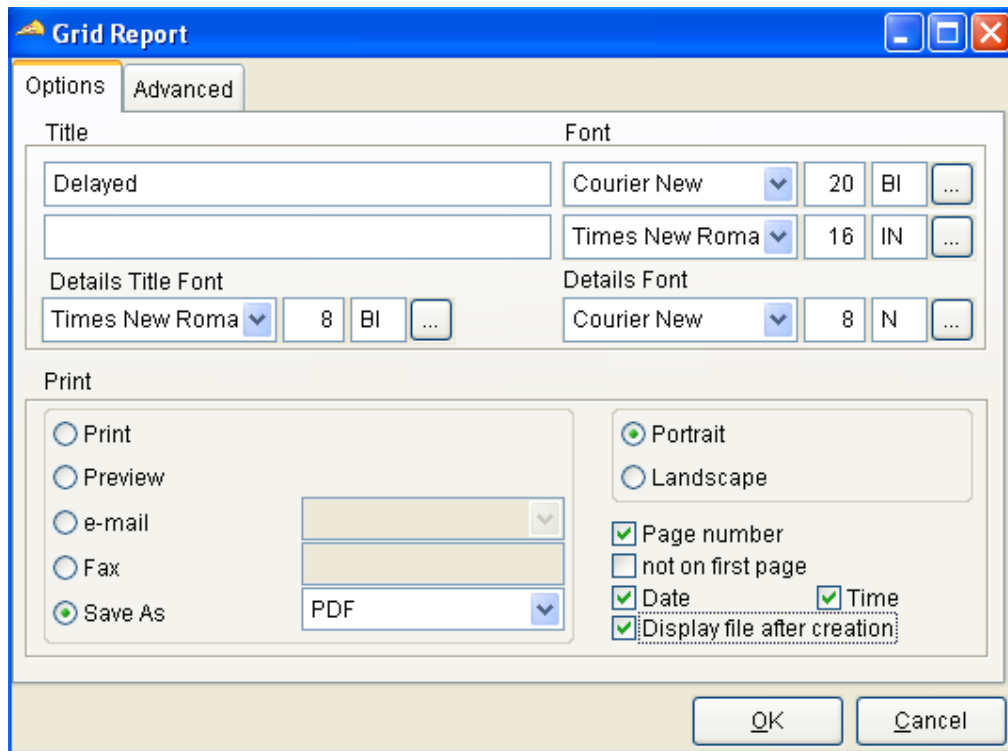 Grid Report
Options Advanced
Title Font
Delayed Courier New 20 BI ...
Times New Roma 16 IN ...
Details Title Font Details Font
Times New Roma 8 BI ... Courier New 8 N ...
Print
Print Portrait
Preview Landscape
e-mail Page number
Fax not on first page
Save As PDF Date Time
Display file after creation
OK Cancel